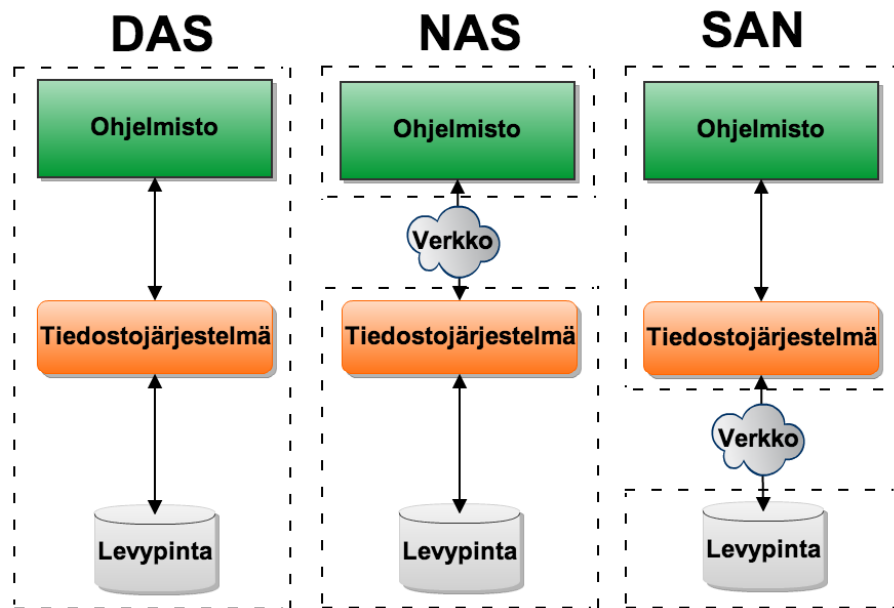 DAS
NAS
SAN
Ohjelmisto
Ohjelmisto
Ohjelmisto
Verkko
Tiedostojärjestelmä
Tiedostojärjestelmä
Tiedostojärjestelmä
Verkko
Levypinta
Levypinta
Levypinta